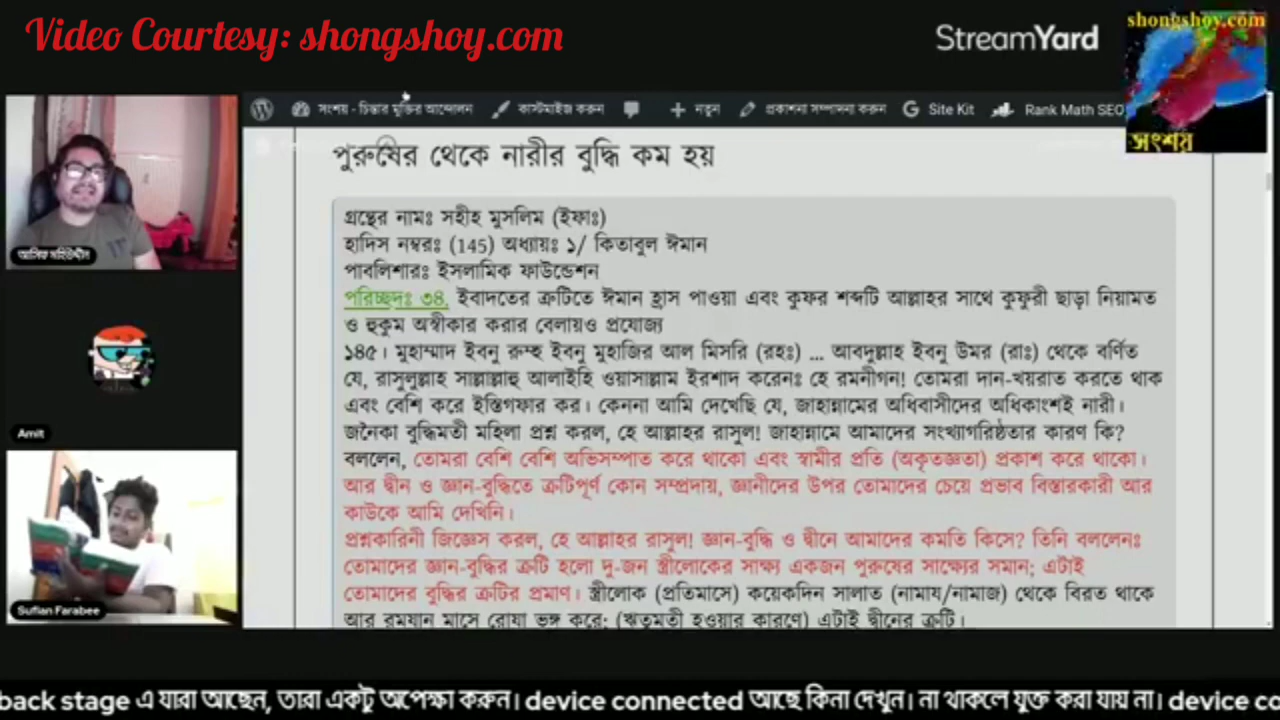 Video Courtesy: shongshoy.com
StreamYard
shongshoy.com
সংশয়
সংশয় - চিন্তার মুক্তির আন্দোলন
কাস্টমাইজ করুন
নতুন
প্রকাশনা সম্পাদনা করুন
Site Kit
Rank Math SEO
পুরুষের থেকে নারীর বুদ্ধি কম হয়
গ্রন্থের নামঃ সহীহ মুসলিম (ইফাঃ)
হাদিস নম্বরঃ (145) অধ্যায়ঃ ১/ কিতাবুল ঈমান
পাবলিশারঃ ইসলামিক ফাউন্ডেশন
পরিচ্ছদঃ ৩৪. ইবাদতের ত্রুটিতে ঈমান হ্রাস পাওয়া এবং কুফর শব্দটি আল্লাহর সাথে কুফুরী ছাড়া নিয়ামত
ও হুকুম অস্বীকার করার বেলায়ও প্রযোজ্য
১৪৫। মুহাম্মাদ ইবনু রুমহ ইবনু মুহাজির আল মিসরি (রহঃ) ... আবদুল্লাহ ইবনু উমর (রাঃ) থেকে বর্ণিত
যে, রাসুলুল্লাহ সাল্লাল্লাহু আলাইহি ওয়াসাল্লাম ইরশাদ করেনঃ হে রমনীগন! তোমরা দান-খয়রাত করতে থাক
এবং বেশি করে ইস্তিগফার কর। কেননা আমি দেখেছি যে, জাহান্নামের অধিবাসীদের অধিকাংশই নারী।
জনৈকা বুদ্ধিমতী মহিলা প্রশ্ন করল, হে আল্লাহর রাসুল! জাহান্নামে আমাদের সংখ্যাগরিষ্ঠতার কারণ কি?
বললেন, তোমরা বেশি বেশি অভিসম্পাত করে থাকো এবং স্বামীর প্রতি (অকৃতজ্ঞতা) প্রকাশ করে থাকো।
আর দ্বীন ও জ্ঞান-বুদ্ধিতে ত্রুটিপূর্ণ কোন সম্প্রদায়, জ্ঞানীদের উপর তোমাদের চেয়ে প্রভাব বিস্তারকারী আর
কাউকে আমি দেখিনি।
প্রশ্নকারিনী জিজ্ঞেস করল, হে আল্লাহর রাসুল! জ্ঞান-বুদ্ধি ও দ্বীনে আমাদের কমতি কিসে? তিনি বললেনঃ
তোমাদের জ্ঞান-বুদ্ধির ত্রুটি হলো দু-জন স্ত্রীলোকের সাক্ষ্য একজন পুরুষের সাক্ষ্যের সমান; এটাই
তোমাদের বুদ্ধির ত্রুটির প্রমাণ। স্ত্রীলোক (প্রতিমাসে) কয়েকদিন সালাত (নামায/নামাজ) থেকে বিরত থাকে
আর রমযান মাসে রোযা ভঙ্গ করে; (ঋতুমতী হওয়ার কারণে) এটাই দ্বীনের ত্রুটি।
আসিফ মহিউদ্দীন
Amit
Sufian Farabee
back stage এ যারা আছেন, তারা একটু অপেক্ষা করুন। device connected আছে কিনা দেখুন। না থাকলে যুক্ত করা যায় না। device co